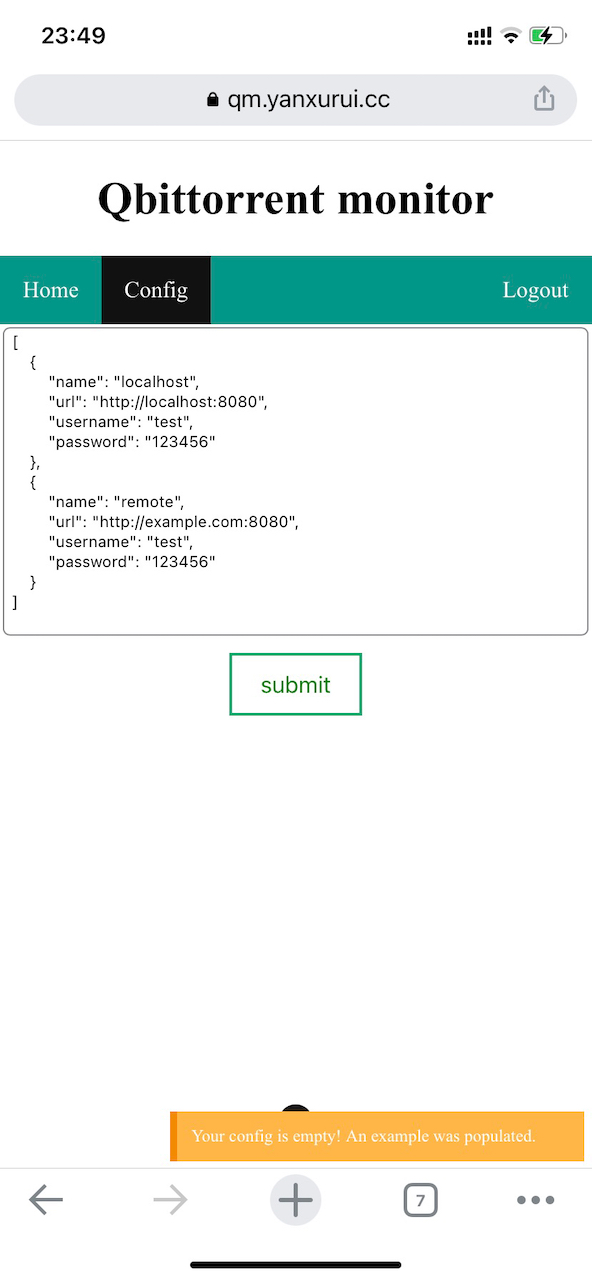 23:49
qm.yanxurui.cc
Qbittorrent monitor
Home Config Logout
[
{
"name": "localhost",
"url": "http://localhost:8080",
"username": "test",
"password": "123456"
},
{
"name": "remote",
"url": "http://example.com:8080",
"username": "test",
"password": "123456"
}
]
submit
Your config is empty! An example was populated.
7